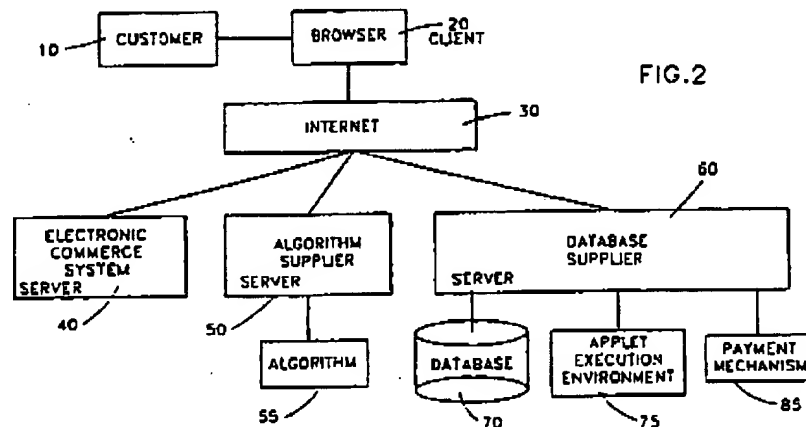 10
CUSTOMER
BROWSER
20
CLIENT
FIG.2
INTERNET
30
60
ELECTRONIC
COMMERCE
SYSTEM
SERVER
40
ALGORITHM
SUPPLIER
SERVER
50
DATABASE
SUPPLIER
SERVER
ALGORITHM
55
DATABASE
70
APPLET
EXECUTION
ENVIRONMENT
75
PAYMENT
MECHANISM
85